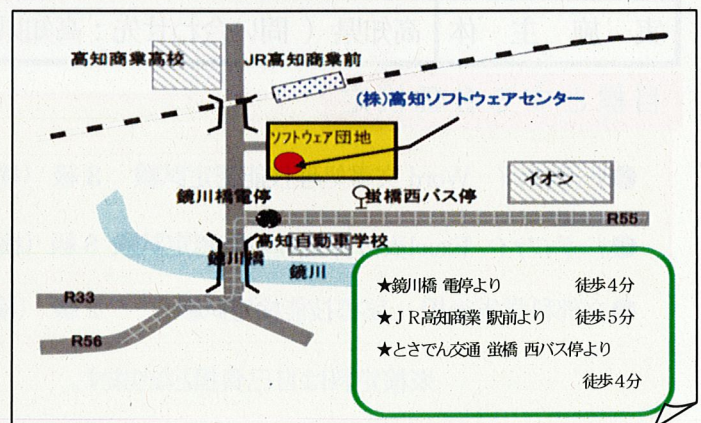 高知商業高校
JR高知商業前
(株)高知ソフトウェアセンター
ソフトウェア団地
イオン
鏡川橋電停
蛍橋西バス停
R55
高知自動車学校
鏡川橋
鏡川
R33
R56
★鏡川橋 電停より 徒歩4分
★JR高知商業 駅前より 徒歩5分
★とさでん交通 蛍橋 西バス停より
徒歩4分